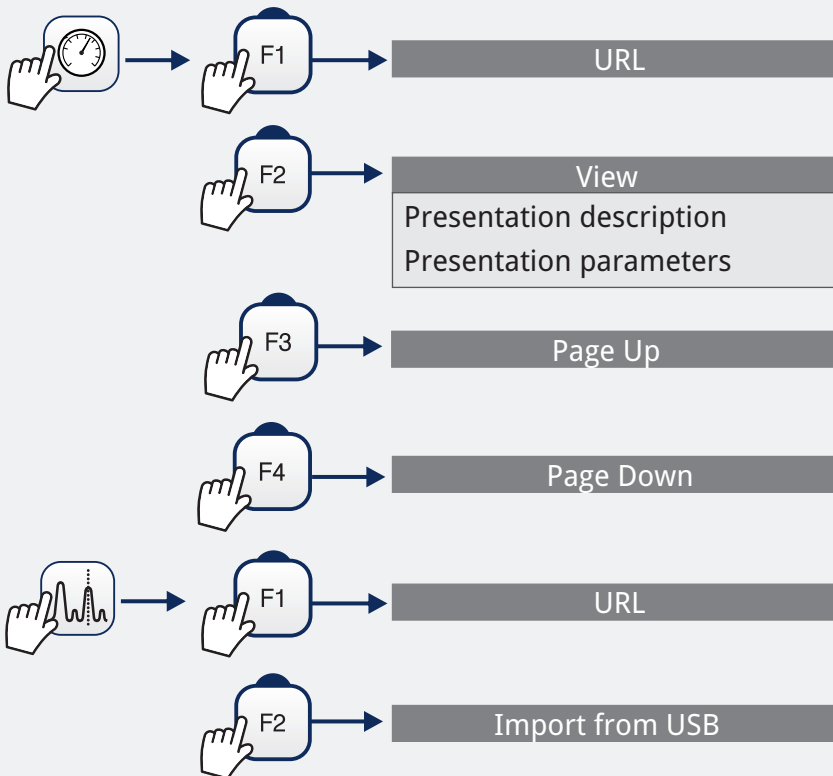 F1
URL
F2
View
Presentation description
Presentation parameters
F3
Page Up
F4
Page Down
F1
URL
F2
Import from USB